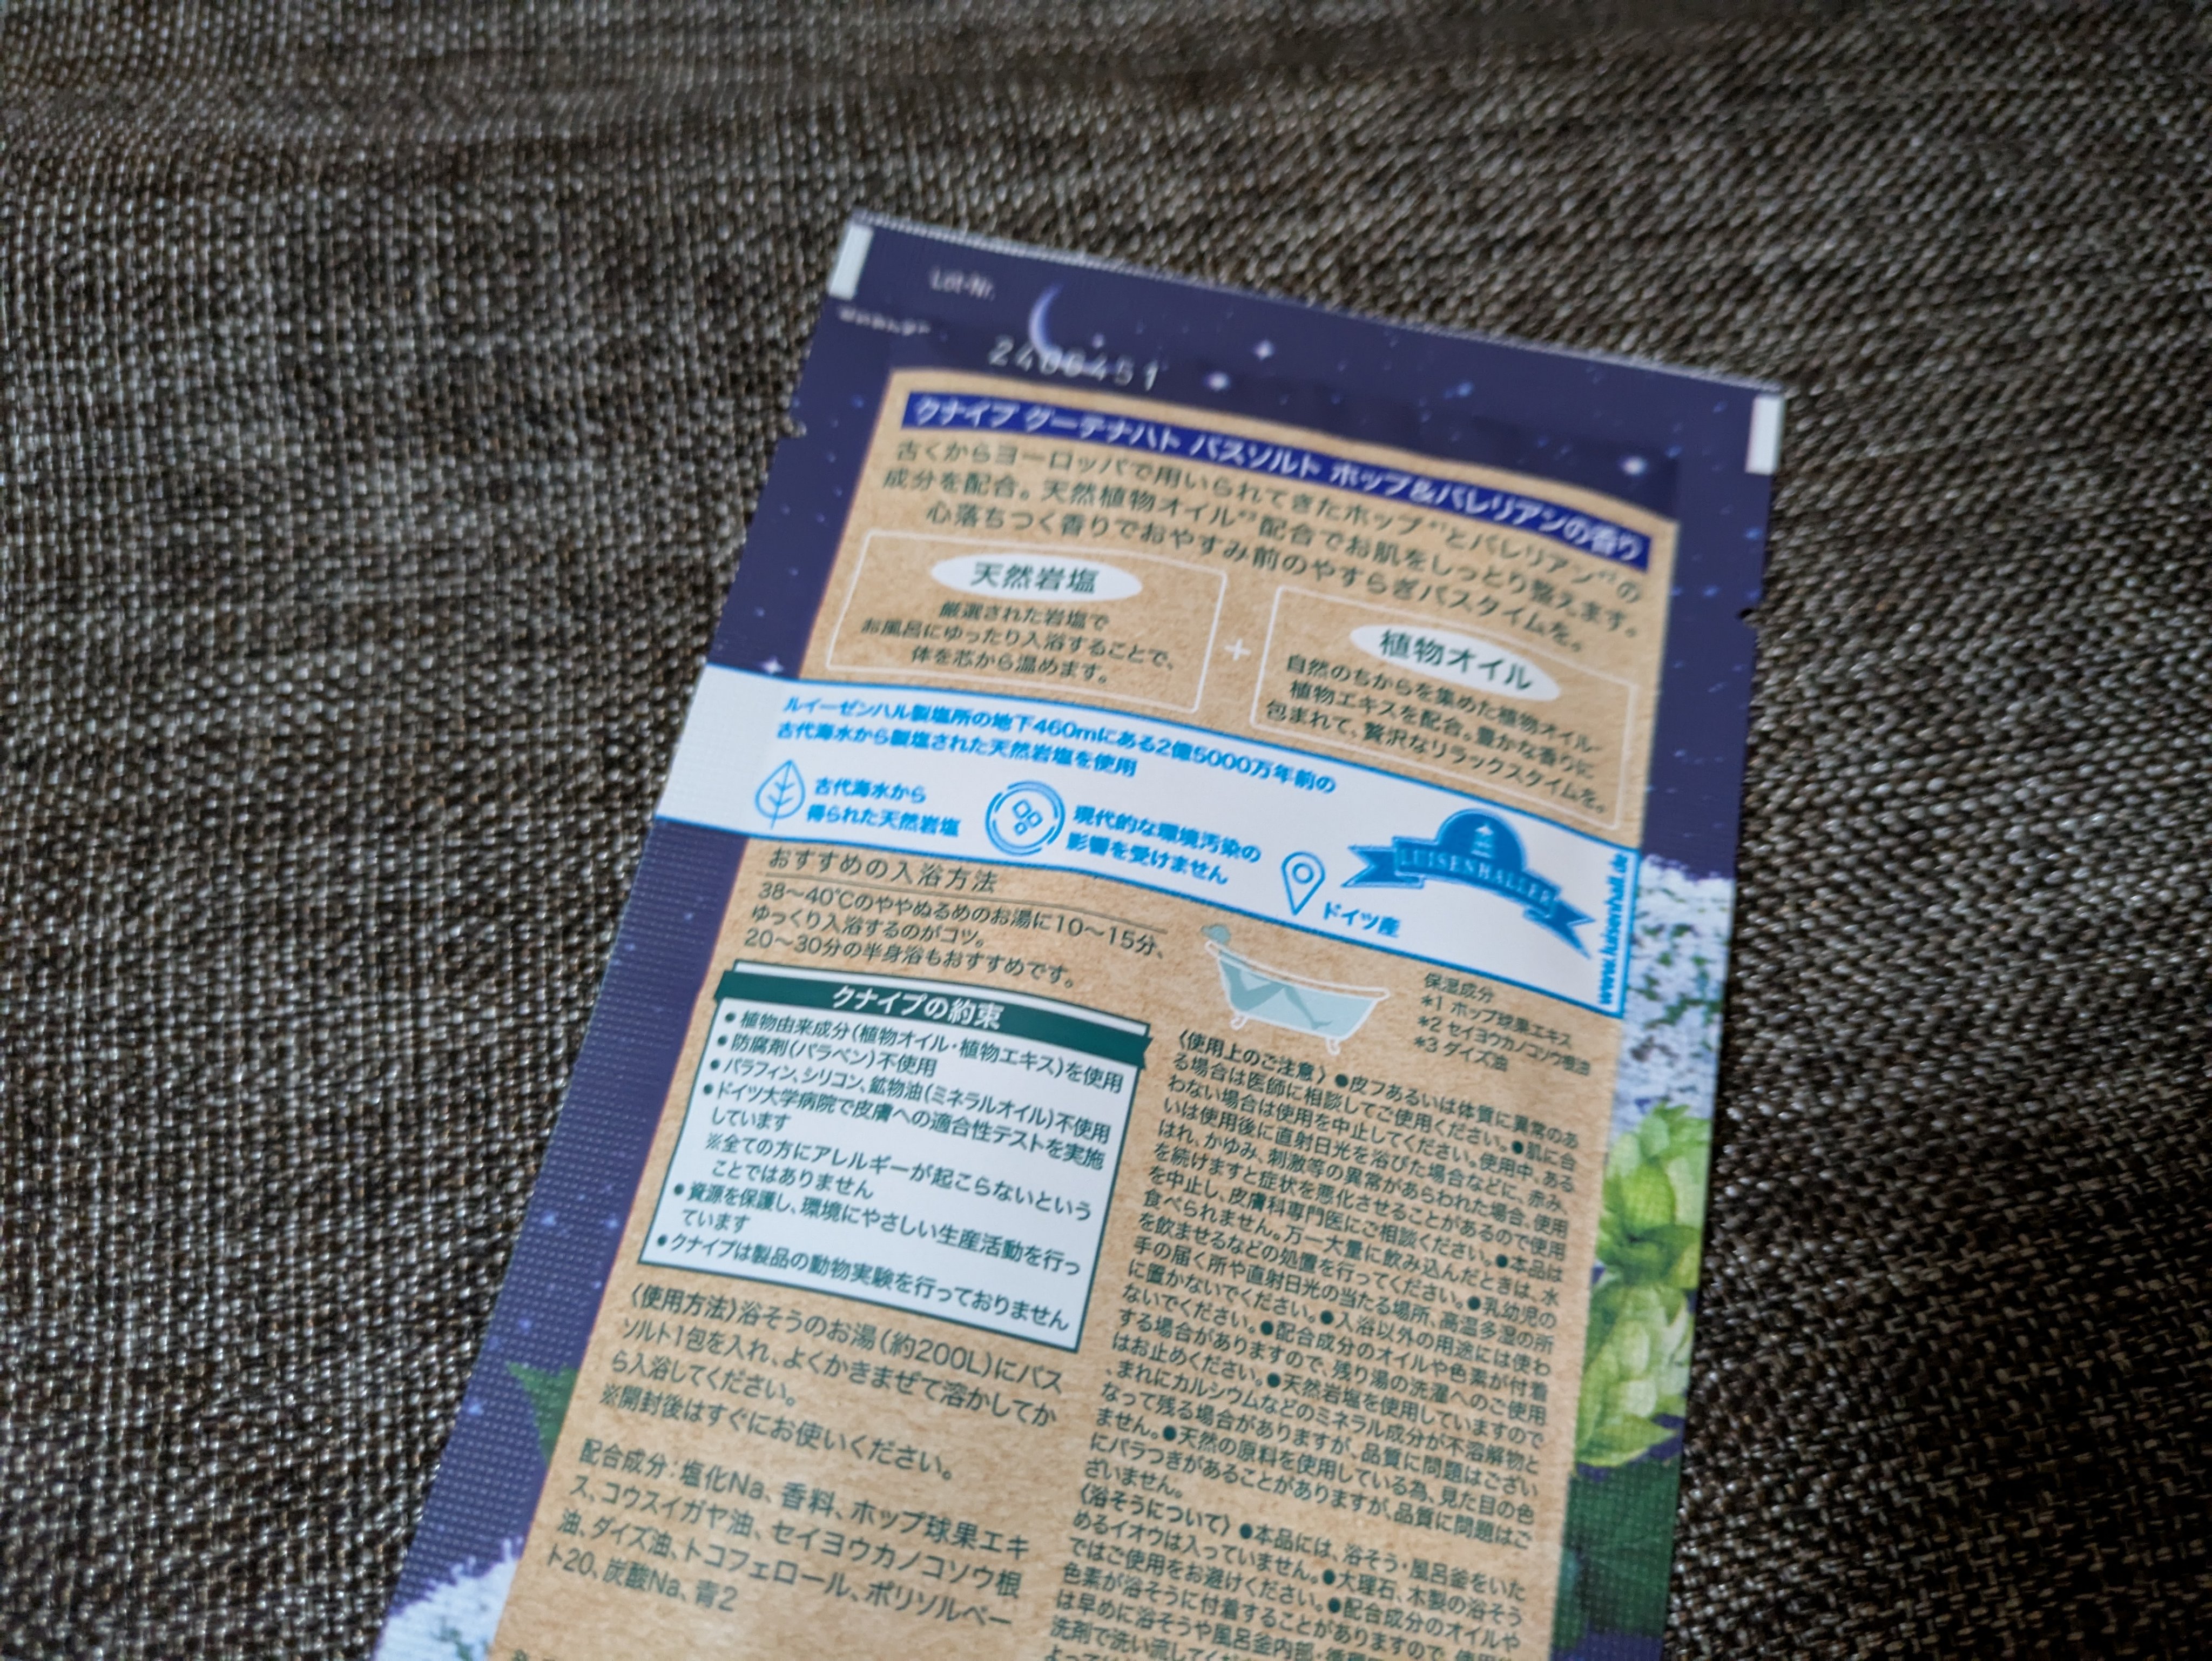 Lot-Nr.
2400451
クナイプ グーテナハト バスソルト ホップ&バレリアンの香り
古くからヨーロッパで用いられてきたホップ*1とバレリアン*2の
成分を配合。天然植物オイル*3配合でお肌をしっとり整えます。
心落ちつく香りでおやすみ前のやすらぎバスタイムを。
天然岩塩
厳選された岩塩で
お風呂にゆったり入浴することで、
体を芯から温めます。
+
植物オイル
自然のちからを集めた植物オイル・
植物エキスを配合。豊かな香りに
包まれて、贅沢なリラックスタイムを。
ルイーゼンハル製塩所の地下460mにある2億5000万年前の
古代海水から製塩された天然岩塩を使用
古代海水から
得られた天然岩塩
現代的な環境汚染の
影響を受けません
ドイツ産
LUISENHALLER
www.luisenhall.de
おすすめの入浴方法
38〜40℃のややぬるめのお湯に10〜15分、
ゆっくり入浴するのがコツ。
20〜30分の半身浴もおすすめです。
保湿成分
*1 ホップ球果エキス
*2 セイヨウカノコソウ根油
*3 ダイズ油
クナイプの約束
●植物由来成分(植物オイル・植物エキス)を使用
●防腐剤(パラベン)不使用
●パラフィン、シリコン、鉱物油(ミネラルオイル)不使用
●ドイツ大学病院で皮膚への適合性テストを実施
しています
※全ての方にアレルギーが起こらないという
ことではありません
●資源を保護し、環境にやさしい生産活動を行っ
ています
●クナイプは製品の動物実験を行っておりません
〈使用方法〉浴そうのお湯(約200L)にバス
ソルト1包を入れ、よくかきまぜて溶かしてか
ら入浴してください。
※開封後はすぐにお使いください。
配合成分:塩化Na、香料、ホップ球果エキ
ス、コウスイガヤ油、セイヨウカノコソウ根
油、ダイズ油、トコフェロール、ポリソルベー
ト20、炭酸Na、青2
〈使用上のご注意〉●皮フあるいは体質に異常のあ
る場合は医師に相談してご使用ください。●肌に合
わない場合は使用を中止してください。使用中、ある
いは使用後に直射日光を浴びた場合などに、赤み、
はれ、かゆみ、刺激等の異常があらわれた場合、使用
を続けますと症状を悪化させることがあるので使用
を中止し、皮膚科専門医にご相談ください。●本品は
食べられません。万一大量に飲み込んだときは、水
を飲ませるなどの処置を行ってください。●乳幼児の
手の届く所や直射日光の当たる場所、高温多湿の所
に置かないでください。●入浴以外の用途には使わ
ないでください。●配合成分のオイルや色素が付着
する場合がありますので、残り湯の洗濯へのご使用
はお止めください。●天然岩塩を使用していますので
、まれにカルシウムなどのミネラル成分が不溶解物と
なって残る場合がありますが、品質に問題はござい
ません。●天然の原料を使用している為、見た目の色
にバラつきがあることがありますが、品質に問題はご
ざいません。
〈浴そうについて〉●本品には、浴そう・風呂釜をいた
めるイオウは入っていません。●大理石、木製の浴そう
ではご使用をお避けください。●配合成分のオイルや
色素が浴そうに付着することがありますので、使用後
は早めに浴そうや風呂釜内部・循環
洗剤で洗い流してくだ